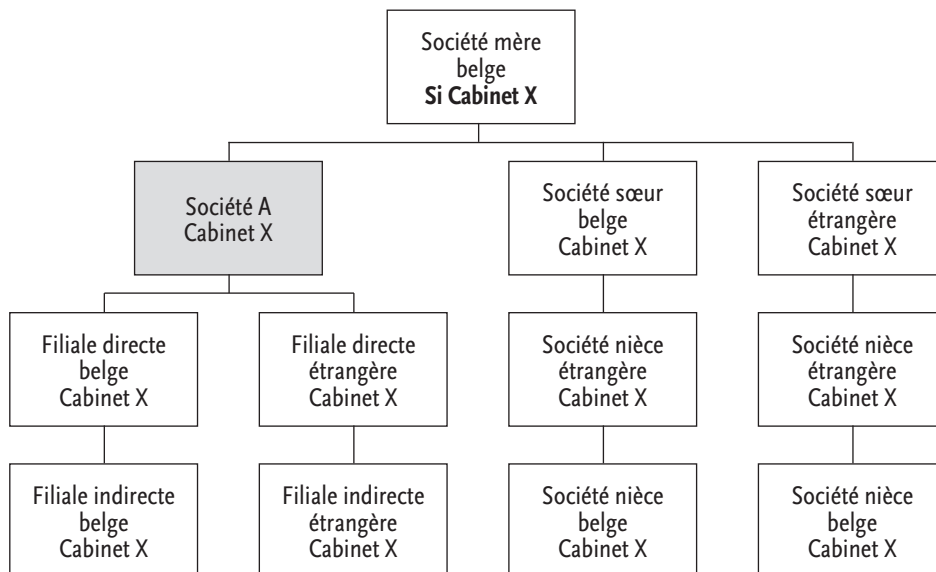 Société mère
belge
Si Cabinet X
Société A
Cabinet X
Société sœur
belge
Cabinet X
Société sœur
étrangère
Cabinet X
Filiale directe
belge
Cabinet X
Filiale directe
étrangère
Cabinet X
Société nièce
étrangère
Cabinet X
Société nièce
étrangère
Cabinet X
Filiale indirecte
belge
Cabinet X
Filiale indirecte
étrangère
Cabinet X
Société nièce
belge
Cabinet X
Société nièce
belge
Cabinet X